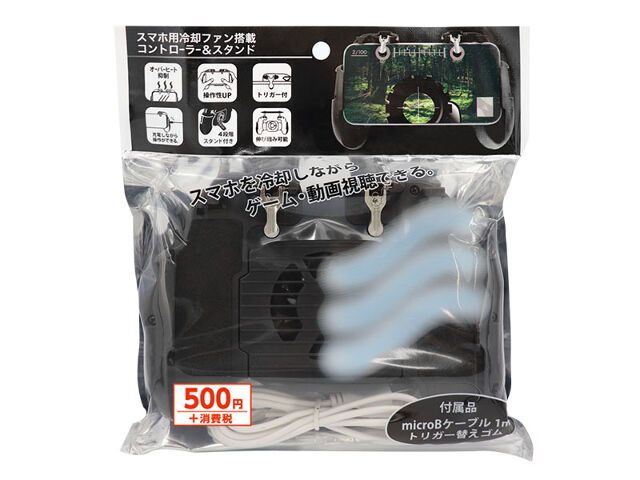 スマホ用冷却ファン搭載
コントローラー＆スタンド
オーバーヒート
抑制
操作性UP
トリガー付
充電しながら
操作ができる
4段階
スタンド付き
伸び縮み可能
2/100
スマホを冷却しながら
ゲーム・動画視聴できる。
500円
＋消費税
付属品
microBケーブル 1m
トリガー替えゴム